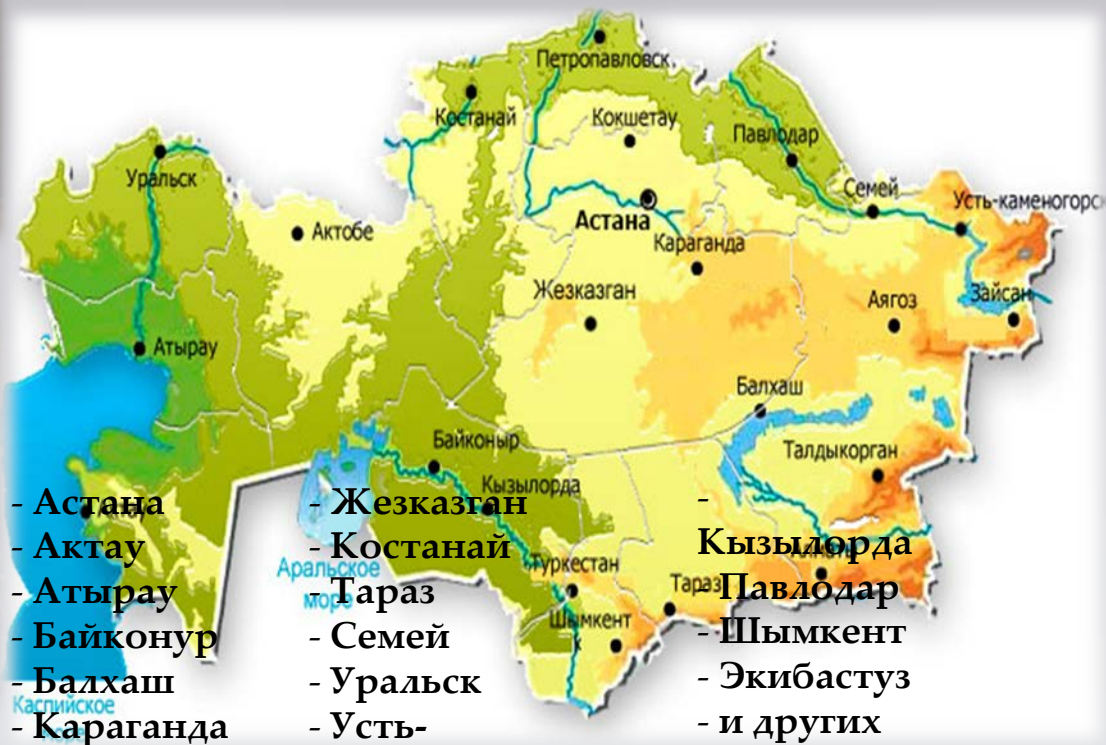 Петропавловск
Костанай
Кокшетау
Павлодар
Уральск
Семей
Усть-каменогорск
Астана
Актобе
Караганда
Жезказган
Зайсан
Аягоз
Атырау
Балхаш
Байконыр
Талдыкорган
Кызылорда
Туркестан
Тараз
Шымкент
Аральское
море
Каспийское
- Астана
- Актау
- Атырау
- Байконур
- Балхаш
- Караганда
- Жезказган
- Костанай
- Тараз
- Семей
- Уральск
- Усть-
-
Кызылорда
- Павлодар
- Шымкент
- Экибастуз
- и других